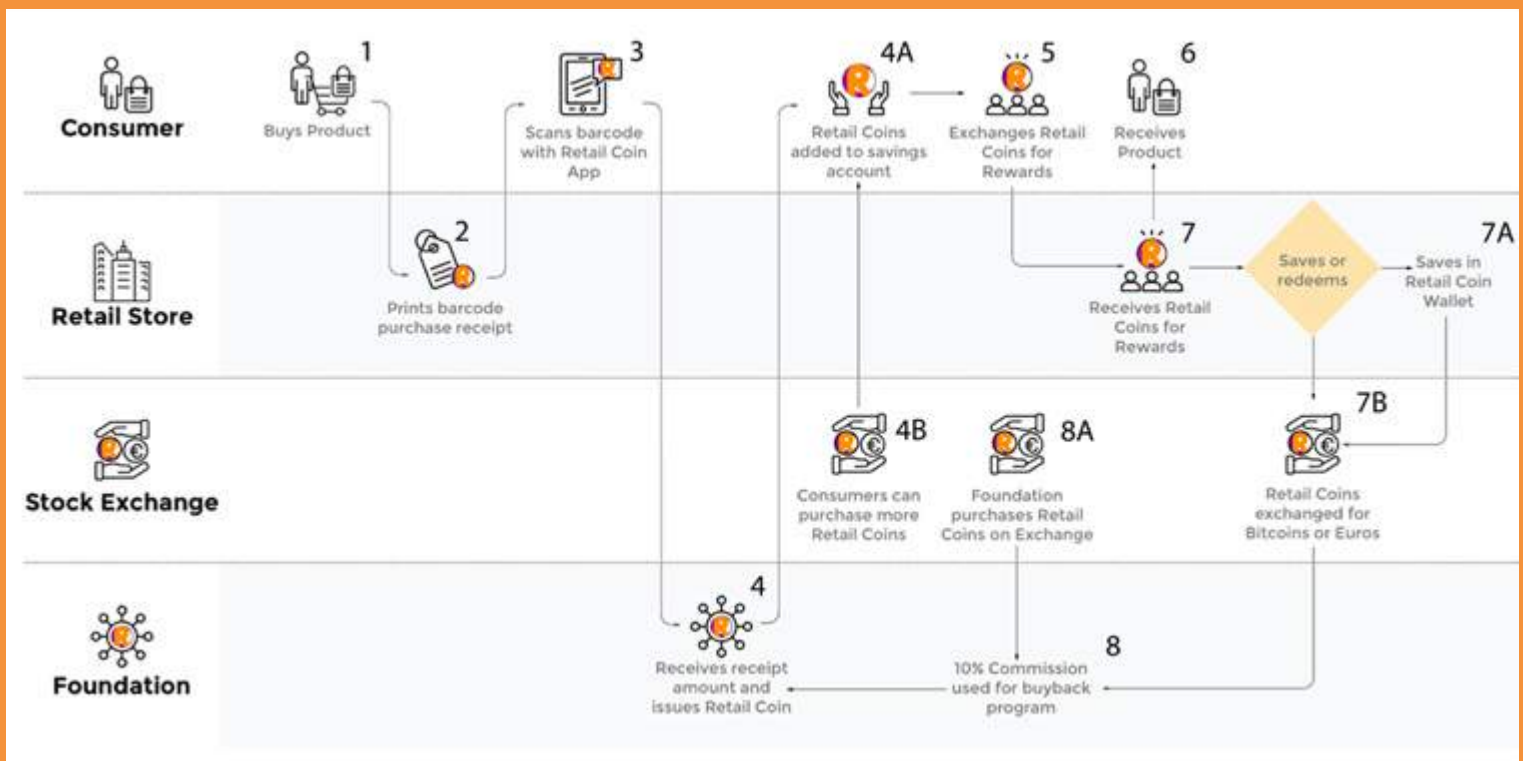 Consumer
1
Buys Product
3
Scans barcode
with Retail Coin
App
4A
Retail Coins
added to savings
account
5
Exchanges Retail
Coins for
Rewards
6
Receives
Product
Retail Store
2
Prints barcode
purchase receipt
7
Receives Retail
Coins for
Rewards
Saves or
redeems
7A
Saves in
Retail Coin
Wallet
Stock Exchange
4B
Consumers can
purchase more
Retail Coins
8A
Foundation
purchases Retail
Coins on Exchange
7B
Retail Coins
exchanged for
Bitcoins or Euros
Foundation
4
Receives receipt
amount and
issues Retail Coin
8
10% Commission
used for buyback
program